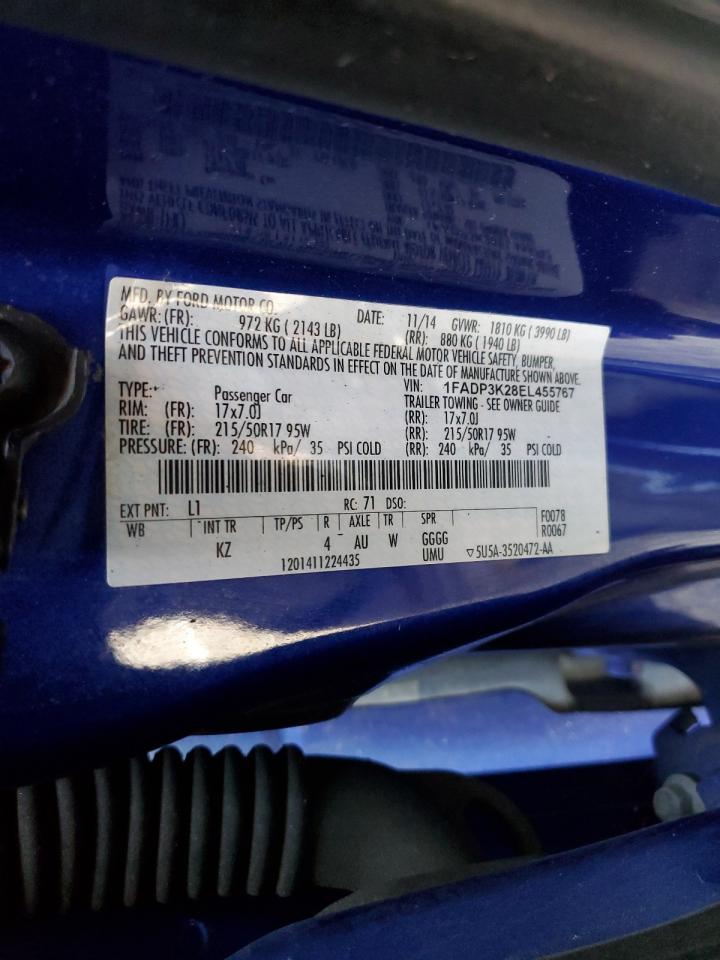 MFD. BY FORD MOTOR CO.
DATE: 11/14 GVWR: 1810 KG ( 3990 LB)
GAWR: (FR): 972 KG ( 2143 LB) (RR): 880 KG ( 1940 LB)
THIS VEHICLE CONFORMS TO ALL APPLICABLE FEDERAL MOTOR VEHICLE SAFETY, BUMPER,
AND THEFT PREVENTION STANDARDS IN EFFECT ON THE DATE OF MANUFACTURE SHOWN ABOVE.
VIN: 1FADP3K28EL455767
TYPE: Passenger Car TRAILER TOWING - SEE OWNER GUIDE
RIM: (FR): 17x7.0J (RR): 17x7.0J
TIRE: (FR): 215/50R17 95W (RR): 215/50R17 95W
PRESSURE: (FR): 240 kPa/ 35 PSI COLD (RR): 240 kPa/ 35 PSI COLD
EXT PNT: L1 RC: 71 DSO: F0078
WB INT TR TP/PS R AXLE TR SPR R0067
KZ 4 AU W GGGG
1201411224435 UMU ▽5U5A-3520472-AA